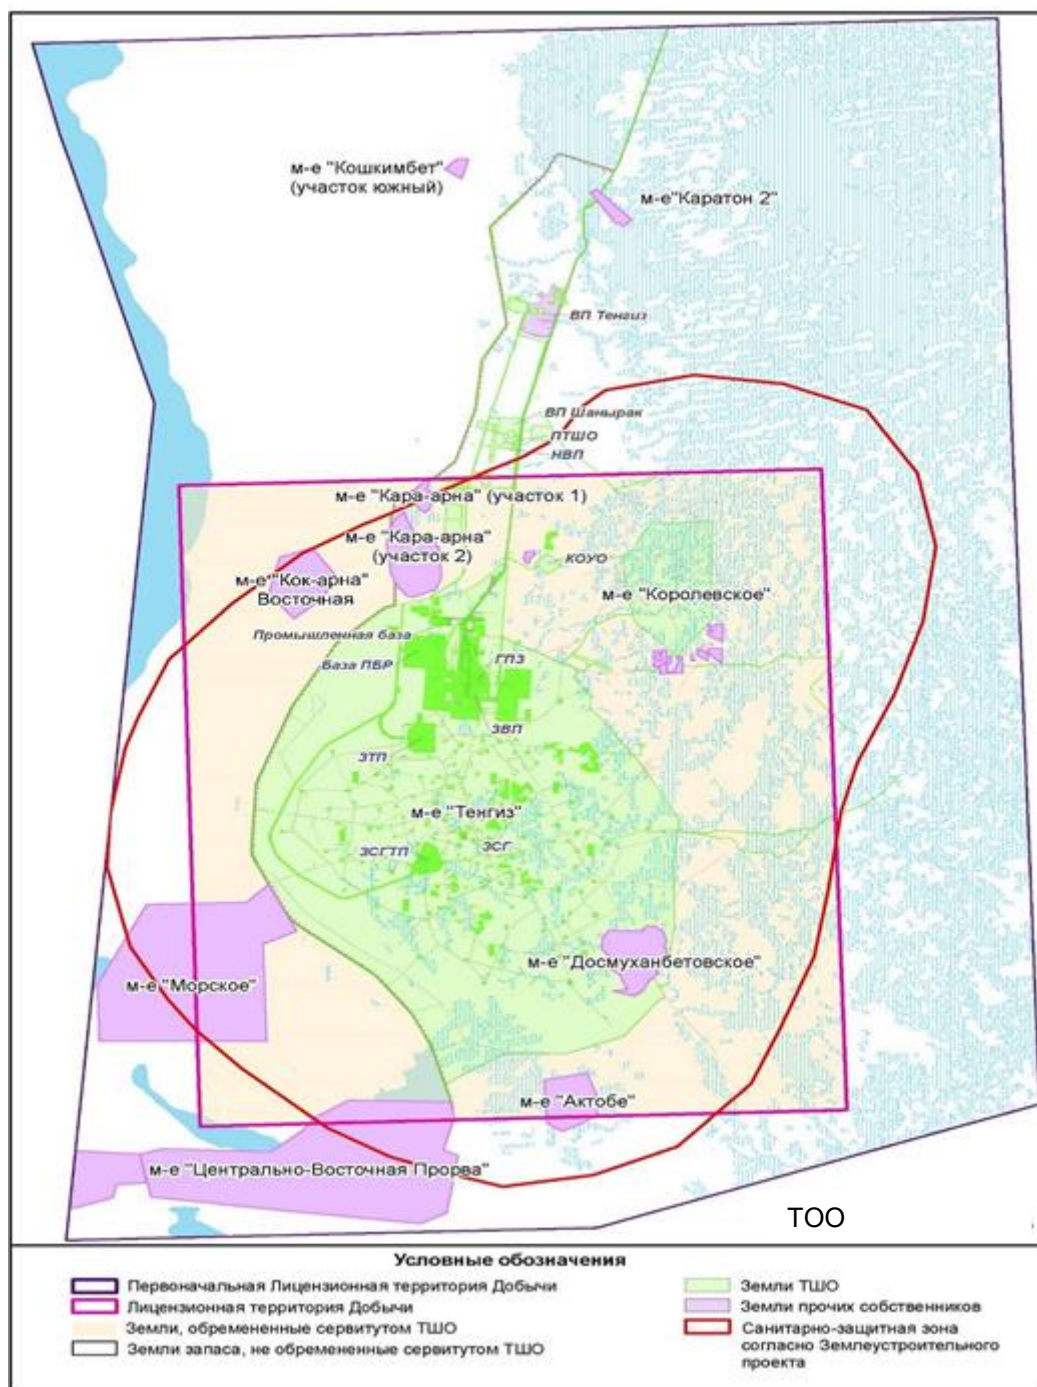 м-е "Кошкимбет"
(участок южный)
м-е"Каратон 2"
ВП Тенгиз
ВП Шанырак
ПТШО
НВП
м-е "Кара-арна" (участок 1)
м-е "Кара-арна"
(участок 2)
КОУО
м-е "Кок-арна"
Восточная
м-е "Королевское"
Промышленная база
База ПБР
ГПЗ
ЗВП
ЗТП
м-е "Тенгиз"
ЗСГТП
ЗСГ
м-е "Досмуханбетовское"
м-е "Морское"
м-е "Актобе"
м-е "Центрально-Восточная Прорва"
ТОО
Условные обозначения
Первоначальная Лицензионная территория Добычи
Лицензионная территория Добычи
Земли, обремененные сервитутом ТШО
Земли запаса, не обремененные сервитутом ТШО
Земли ТШО
Земли прочих собственников
Санитарно-защитная зона
согласно Землеустроительного
проекта